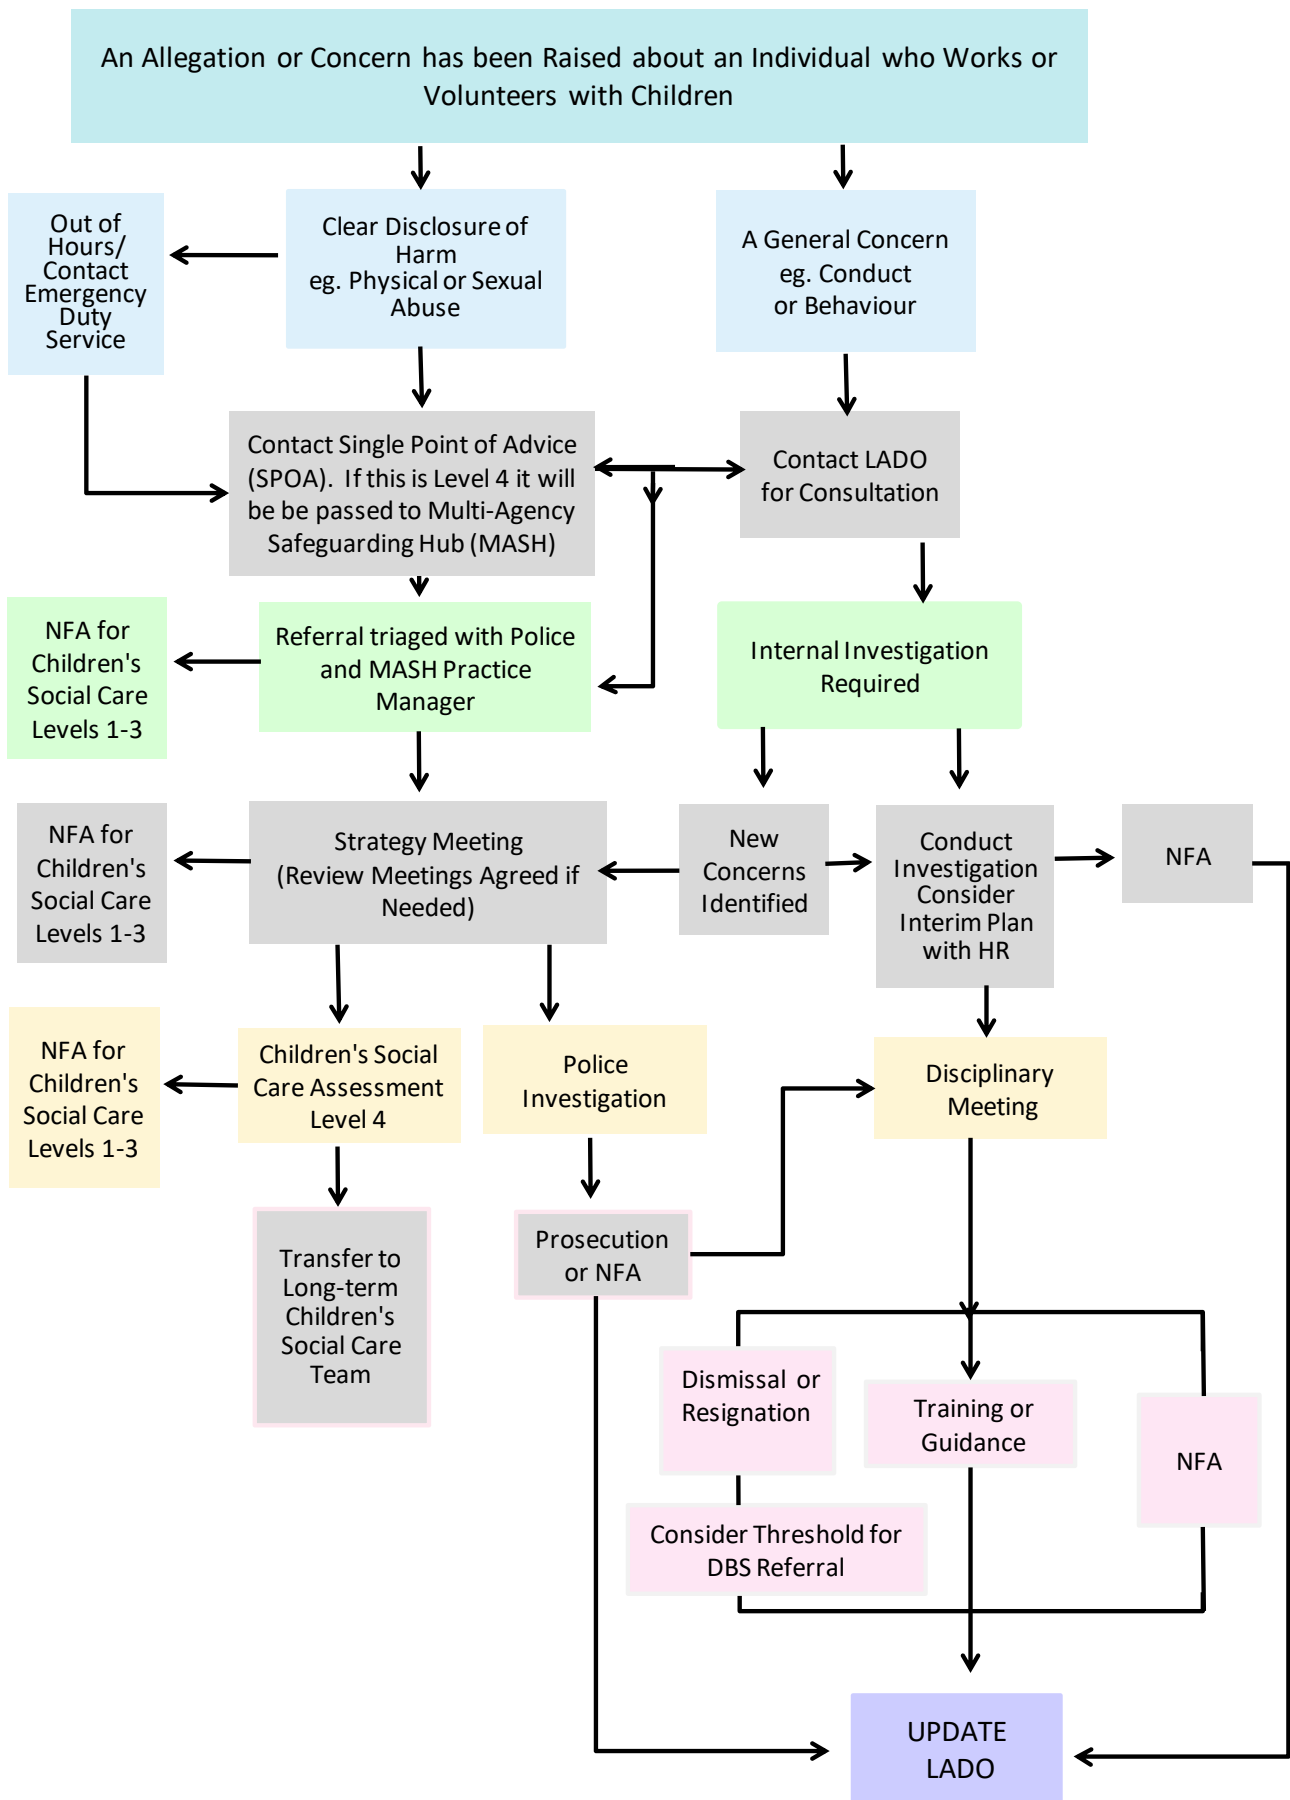 An Allegation or Concern has been Raised about an Individual who Works or
Volunteers with Children
Out of
Hours/
Contact
Emergency
Duty
Service
Clear Disclosure of
Harm
eg. Physical or Sexual
Abuse
A General Concern
eg. Conduct
or Behaviour
Contact Single Point of Advice
(SPOA). If this is Level 4 it will
be be passed to Multi-Agency
Safeguarding Hub (MASH)
Contact LADO
for Consultation
NFA for
Children's
Social Care
Levels 1-3
Referral triaged with Police
and MASH Practice
Manager
Internal Investigation
Required
NFA for
Children's
Social Care
Levels 1-3
Strategy Meeting
(Review Meetings Agreed if
Needed)
New
Concerns
Identified
Conduct
Investigation
Consider
Interim Plan
with HR
NFA
NFA for
Children's
Social Care
Levels 1-3
Children's Social
Care Assessment
Level 4
Police
Investigation
Disciplinary
Meeting
Transfer to
Long-term
Children's
Social Care
Team
Prosecution
or NFA
Dismissal or
Resignation
Training or
Guidance
NFA
Consider Threshold for
DBS Referral
UPDATE
LADO